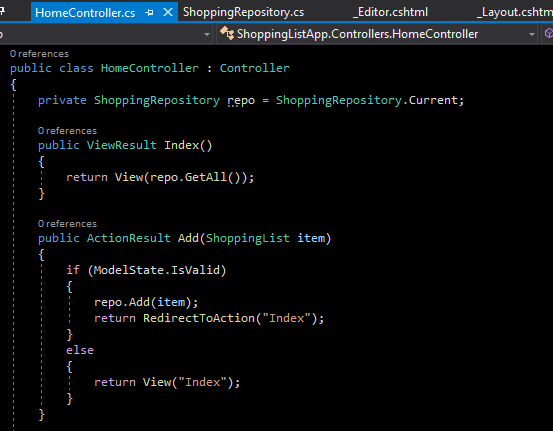 HomeController.cs ShoppingRepository.cs _Editor.cshtml _Layout.cshtm
ShoppingListApp.Controllers.HomeController
0 references
public class HomeController : Controller
{
private ShoppingRepository repo = ShoppingRepository.Current;
0 references
public ViewResult Index()
{
return View(repo.GetAll());
}
0 references
public ActionResult Add(ShoppingList item)
{
if (ModelState.IsValid)
{
repo.Add(item);
return RedirectToAction("Index");
}
else
{
return View("Index");
}
}